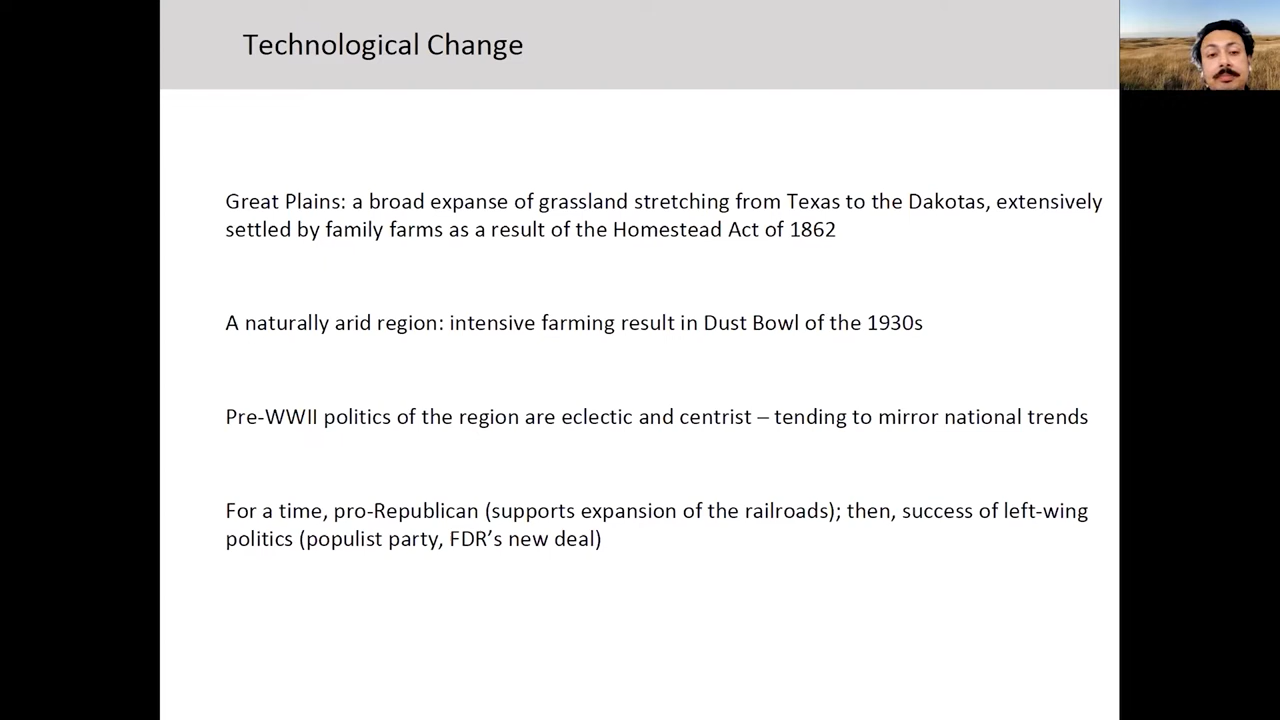 Technological Change
Great Plains: a broad expanse of grassland stretching from Texas to the Dakotas, extensively
settled by family farms as a result of the Homestead Act of 1862
A naturally arid region: intensive farming result in Dust Bowl of the 1930s
Pre-WWII politics of the region are eclectic and centrist – tending to mirror national trends
For a time, pro-Republican (supports expansion of the railroads); then, success of left-wing
politics (populist party, FDR’s new deal)